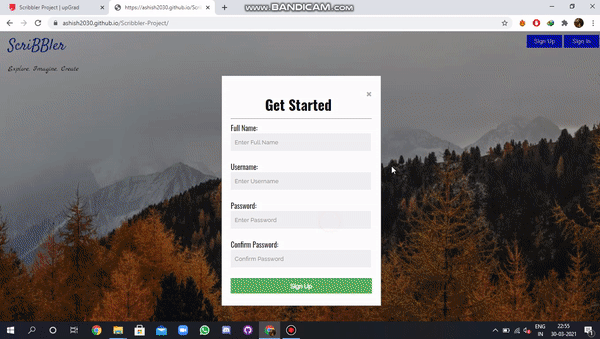 Scribbler Project | upGrad
https://ashish2030.github.io/Scri
www.BANDICAM.com
ashish2030.github.io/Scribbler-Project/
ScriBBler
Explore, Imagine, Create
Sign Up
Sign In
×
Get Started
Full Name:
Enter Full Name
Username:
Enter Username
Password:
Enter Password
Confirm Password:
Confirm Password
Sign Up
ENG
IN
22:55
30-03-2021